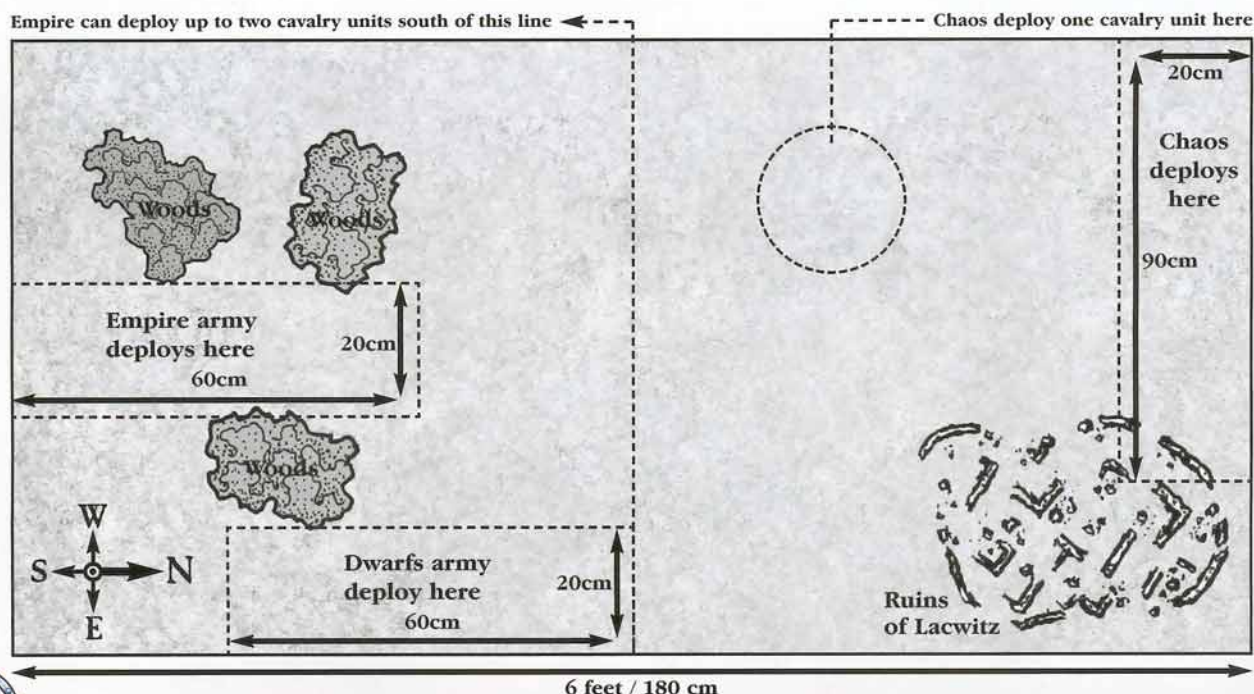 Empire can deploy up to two cavalry units south of this line
Chaos deploy one cavalry unit here
20cm
Chaos
deploys
here
90cm
Woods
Woods
Empire army
deploys here
20cm
60cm
Woods
W
S
N
E
Dwarfs army
deploy here
20cm
60cm
Ruins
of Lacwitz
6 feet / 180 cm